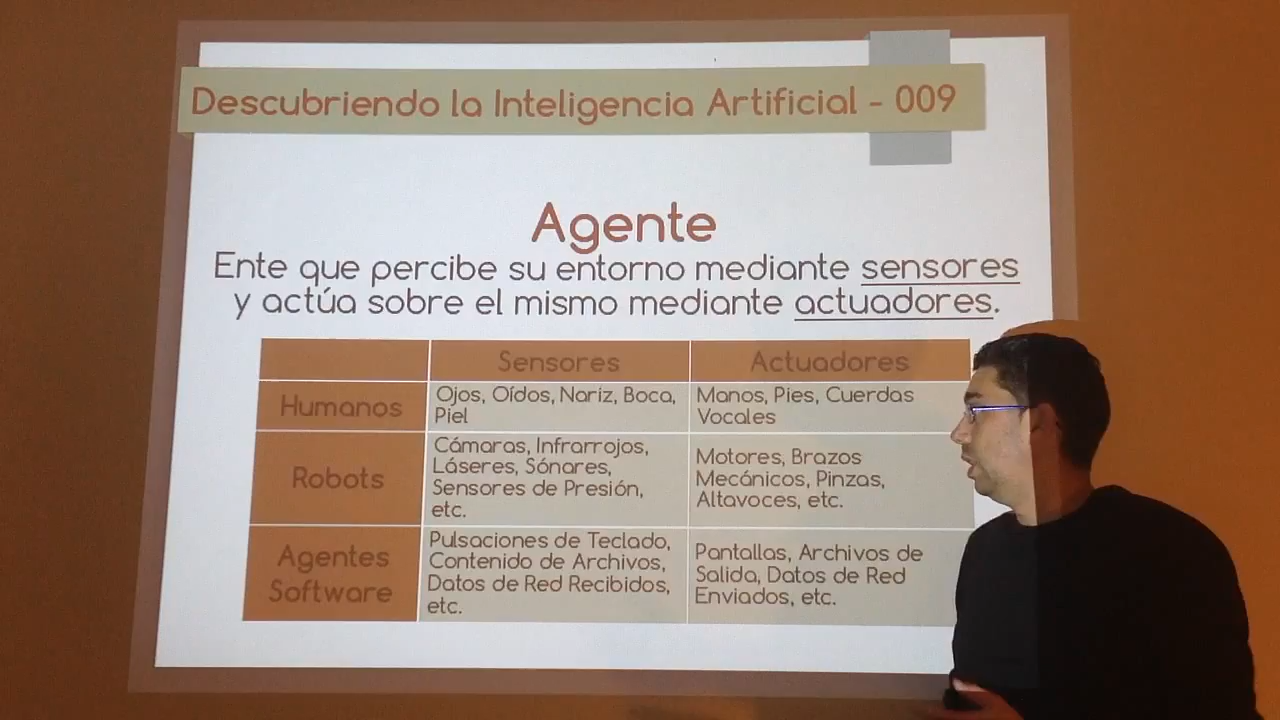 Descubriendo la Inteligencia Artificial - 009
Agente
Ente que percibe su entorno mediante sensores
y actúa sobre el mismo mediante actuadores.
Sensores
Actuadores
Humanos
Ojos, Oídos, Nariz, Boca,
Piel
Manos, Pies, Cuerdas
Vocales
Robots
Cámaras, Infrarrojos,
Láseres, Sónares,
Sensores de Presión,
etc.
Motores, Brazos
Mecánicos, Pinzas,
Altavoces, etc.
Agentes
Software
Pulsaciones de Teclado,
Contenido de Archivos,
Datos de Red Recibidos,
etc.
Pantallas, Archivos de
Salida, Datos de Red
Enviados, etc.